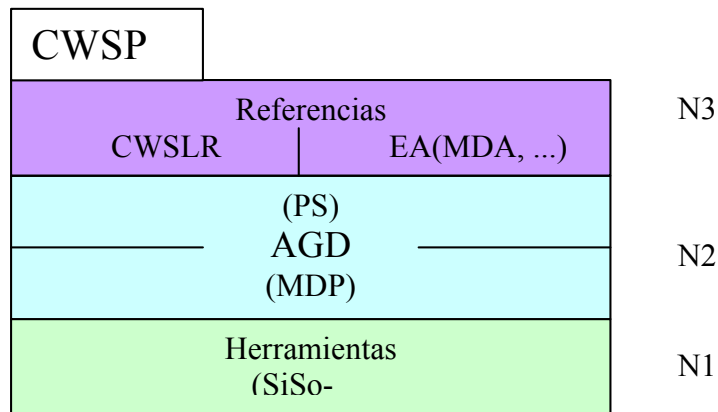 CWSP
Referencias N3
CWSLR EA(MDA, ...)
(PS)
AGD N2
(MDP)
Herramientas N1
(SiSo-